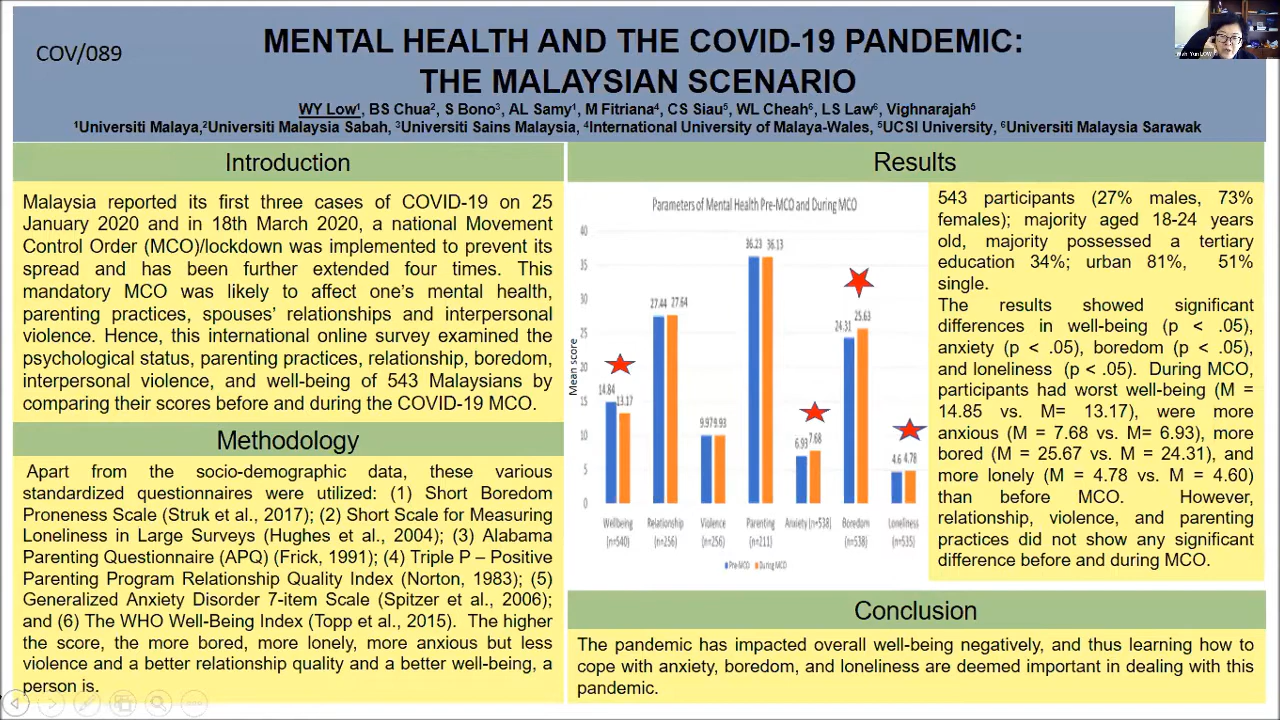 COV/089
MENTAL HEALTH AND THE COVID-19 PANDEMIC:
THE MALAYSIAN SCENARIO
WY Low¹, BS Chua², S Bono³, AL Samy¹, M Fitriana⁴, CS Siau⁵, WL Cheah⁶, LS Law⁶, Vighnarajah⁵
¹Universiti Malaya,²Universiti Malaysia Sabah, ³Universiti Sains Malaysia, ⁴International University of Malaya-Wales, ⁵UCSI University, ⁶Universiti Malaysia Sarawak
Wah Yun LOW
Introduction
Malaysia reported its first three cases of COVID-19 on 25
January 2020 and in 18th March 2020, a national Movement
Control Order (MCO)/lockdown was implemented to prevent its
spread and has been further extended four times. This
mandatory MCO was likely to affect one's mental health,
parenting practices, spouses' relationships and interpersonal
violence. Hence, this international online survey examined the
psychological status, parenting practices, relationship, boredom,
interpersonal violence, and well-being of 543 Malaysians by
comparing their scores before and during the COVID-19 MCO.
Methodology
Apart from the socio-demographic data, these various
standardized questionnaires were utilized: (1) Short Boredom
Proneness Scale (Struk et al., 2017); (2) Short Scale for Measuring
Loneliness in Large Surveys (Hughes et al., 2004); (3) Alabama
Parenting Questionnaire (APQ) (Frick, 1991); (4) Triple P – Positive
Parenting Program Relationship Quality Index (Norton, 1983); (5)
Generalized Anxiety Disorder 7-item Scale (Spitzer et al., 2006);
and (6) The WHO Well-Being Index (Topp et al., 2015). The higher
the score, the more bored, more lonely, more anxious but less
violence and a better relationship quality and a better well-being, a
person is.
Results
Parameters of Mental Health Pre-MCO and During MCO
Mean score
40
35
30
25
20
15
10
5
0
14.84 13.17
27.44 27.64
9.97 9.93
36.23 36.13
6.93 7.68
24.31 25.63
4.6 4.78
Wellbeing Relationship Violence Parenting Anxiety (n=538) Boredom Loneliness
(n=540) (n=256) (n=256) (n=211) (n=538) (n=535)
Pre-MCO During MCO
543 participants (27% males, 73%
females); majority aged 18-24 years
old, majority possessed a tertiary
education 34%; urban 81%, 51%
single.
The results showed significant
differences in well-being (p < .05),
anxiety (p < .05), boredom (p < .05),
and loneliness (p < .05). During MCO,
participants had worst well-being (M =
14.85 vs. M= 13.17), were more
anxious (M = 7.68 vs. M= 6.93), more
bored (M = 25.67 vs. M = 24.31), and
more lonely (M = 4.78 vs. M = 4.60)
than before MCO. However,
relationship, violence, and parenting
practices did not show any significant
difference before and during MCO.
Conclusion
The pandemic has impacted overall well-being negatively, and thus learning how to
cope with anxiety, boredom, and loneliness are deemed important in dealing with this
pandemic.